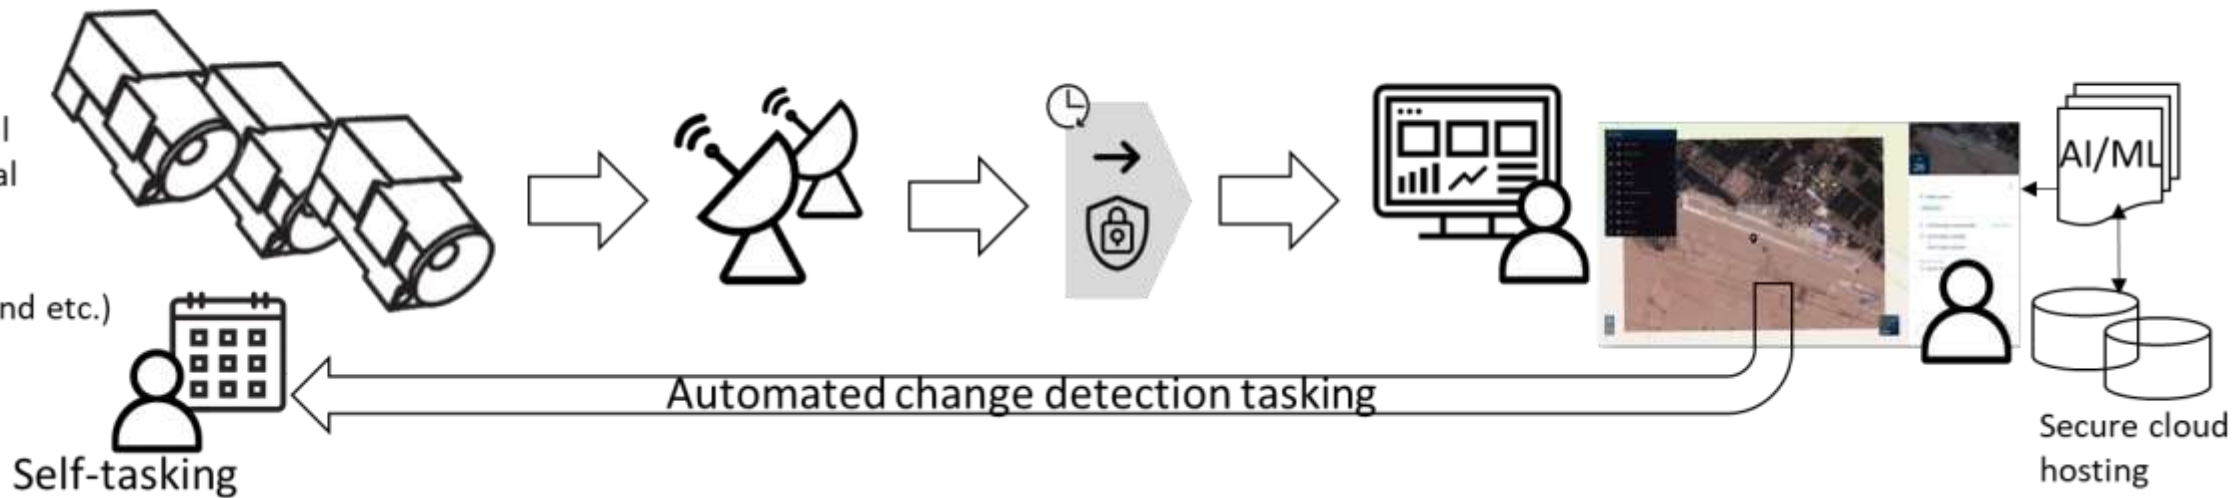 nd etc.)
Self-tasking
Automated change detection tasking
AI/ML
Secure cloud
hosting